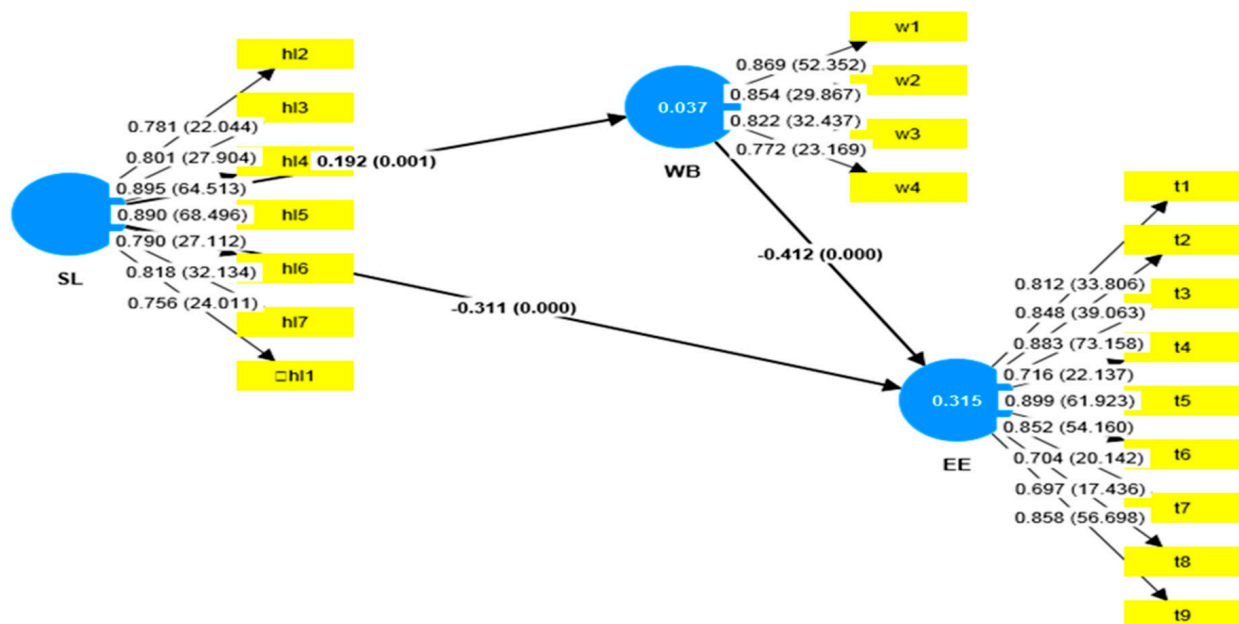 hl2
hl3
hl4
hl5
hl6
hl7
hl1
0.781 (22.044)
0.801 (27.904)
0.895 (64.513)
0.890 (68.496)
0.790 (27.112)
0.818 (32.134)
0.756 (24.011)
SL
0.192 (0.001)
-0.311 (0.000)
0.037
WB
0.869 (52.352)
0.854 (29.867)
0.822 (32.437)
0.772 (23.169)
w1
w2
w3
w4
-0.412 (0.000)
0.315
EE
0.812 (33.806)
0.848 (39.063)
0.883 (73.158)
0.716 (22.137)
0.899 (61.923)
0.852 (54.160)
0.704 (20.142)
0.697 (17.436)
0.858 (56.698)
t1
t2
t3
t4
t5
t6
t7
t8
t9